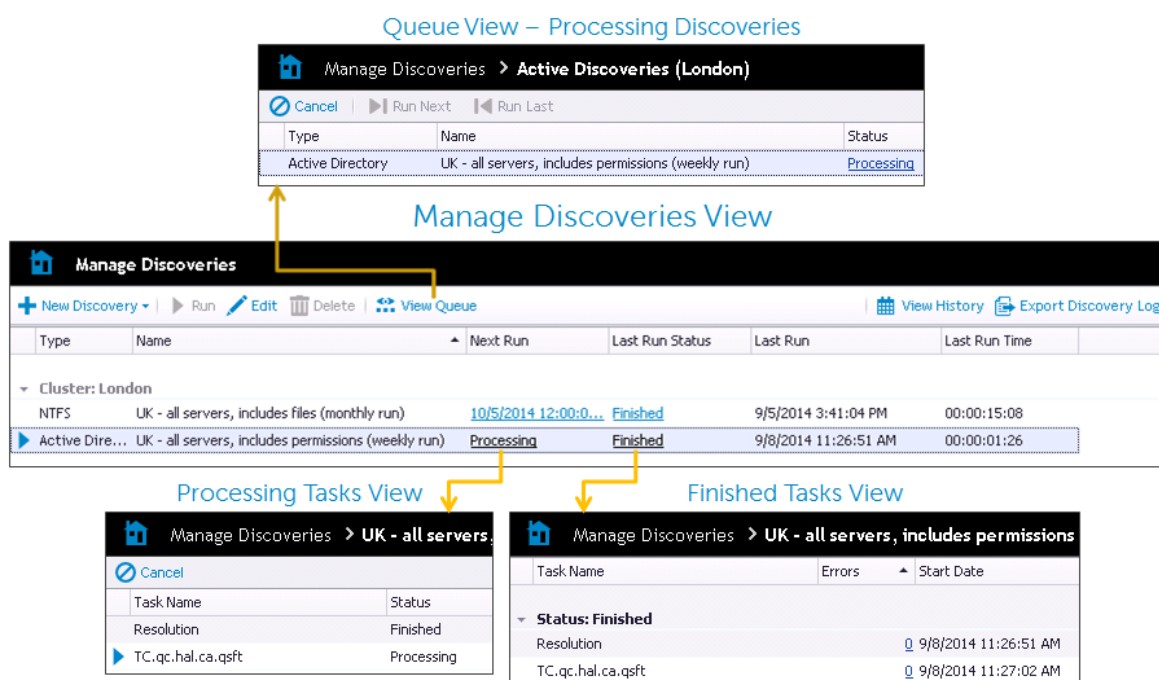 Queue View – Processing Discoveries
Manage Discoveries > Active Discoveries (London)
Cancel Run Next Run Last
Type Name Status
Active Directory UK - all servers, includes permissions (weekly run) Processing
Manage Discoveries View
Manage Discoveries
New Discovery Run Edit Delete View Queue View History Export Discovery Log
Type Name Next Run Last Run Status Last Run Last Run Time
Cluster: London
NTFS UK - all servers, includes files (monthly run) 10/5/2014 12:00:0... Finished 9/5/2014 3:41:04 PM 00:00:15:08
Active Dire... UK - all servers, includes permissions (weekly run) Processing Finished 9/8/2014 11:26:51 AM 00:00:01:26
Processing Tasks View
Manage Discoveries > UK - all servers,
Cancel
Task Name Status
Resolution Finished
TC.qc.hal.ca.qsft Processing
Finished Tasks View
Manage Discoveries > UK - all servers, includes permissions
Task Name Errors Start Date
Status: Finished
Resolution 0 9/8/2014 11:26:51 AM
TC.qc.hal.ca.qsft 0 9/8/2014 11:27:02 AM